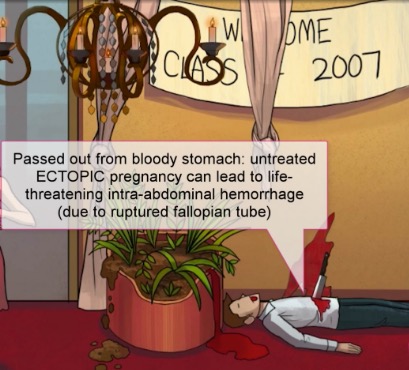 W OME
CLASS 2007
Passed out from bloody stomach: untreated
ECTOPIC pregnancy can lead to life-
threatening intra-abdominal hemorrhage
(due to ruptured fallopian tube)